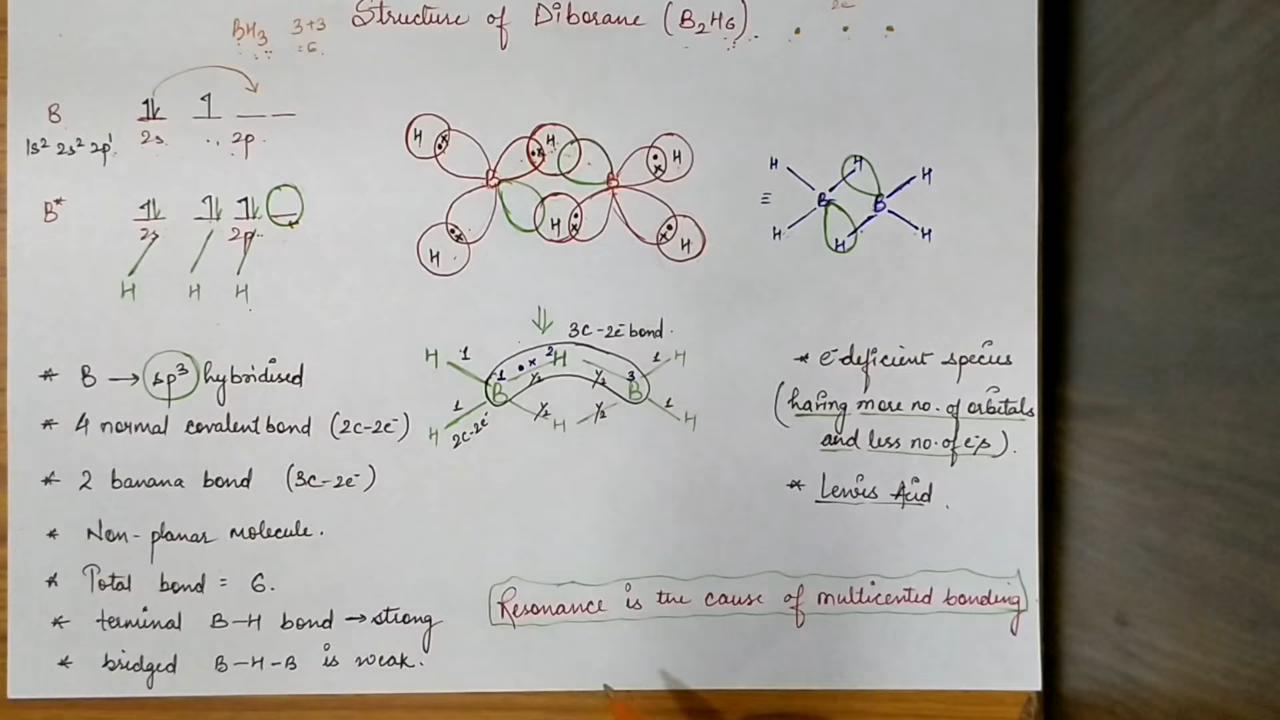 Structure of Diborane (B2H6).
2e
BH3 3+3
=6.
B
1s² 2s² 2p¹
2s 2p
B*
2s 2p
H H H
H H H H
B B
H H H
H H H
≡ B B
H H H
3c-2e⁻ bond.
H 1 1 2 H 3 1 H
B ½ ½ B
1 ½ ½ 1
H 2c-2e⁻ H H
* B → sp³ hybridised
* 4 normal covalent bond (2c-2e⁻)
* 2 banana bond (3c-2e⁻)
* Non-planar molecule.
* Total bond = 6.
* terminal B-H bond → strong
* bridged B-H-B is weak.
* e⁻deficient species
(having more no. of orbitals
and less no. of e⁻s).
* Lewis Acid.
Resonance is the cause of multicented bonding